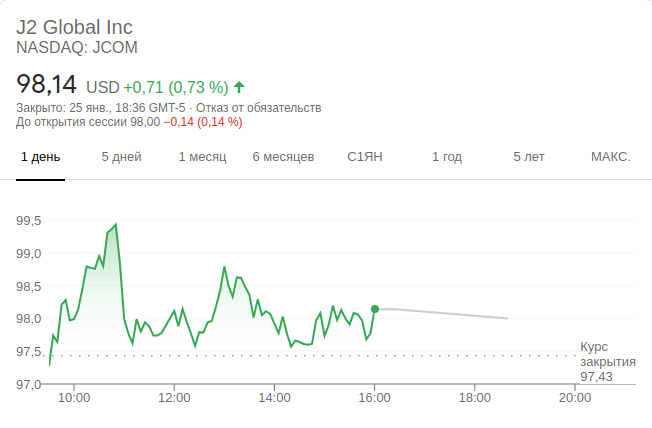 J2 Global Inc
NASDAQ: JCOM
98,14 USD +0,71 (0,73 %)
Закрыто: 25 янв., 18:36 GMT-5 · Отказ от обязательств
До открытия сессии 98,00 −0,14 (0,14 %)
1 день 5 дней 1 месяц 6 месяцев С1ЯН 1 год 5 лет МАКС.
99,5
99,0
98,5
98,0
97,5
97,0
Курс
закрытия
97,43
10:00 12:00 14:00 16:00 18:00 20:00